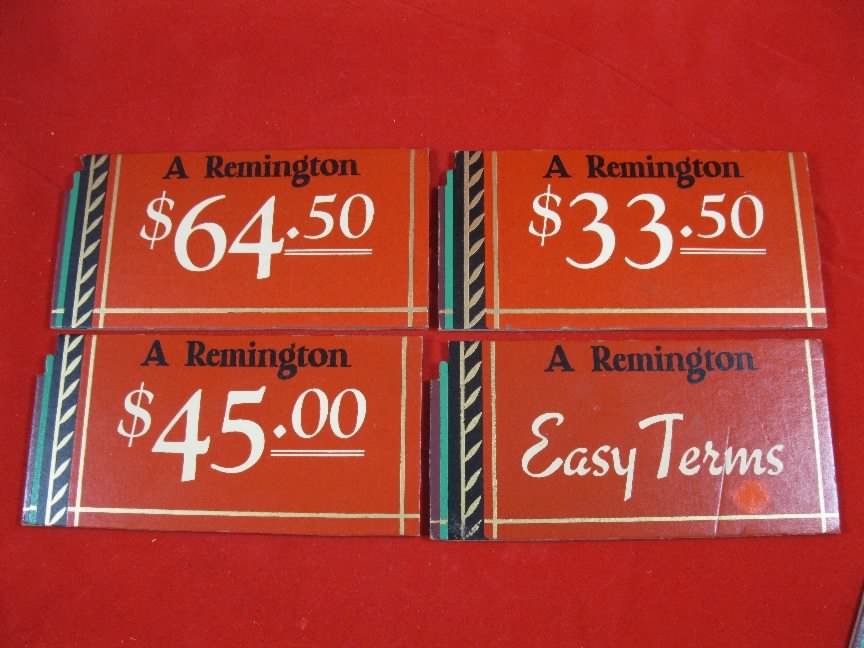 A Remington
$64.50
A Remington
$33.50
A Remington
$45.00
A Remington
Easy Terms